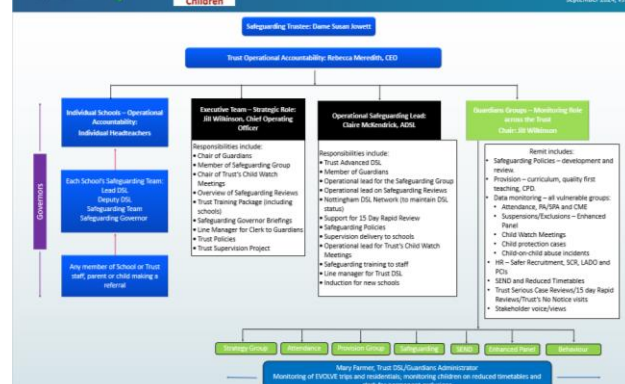 Children
September 2024, v
Safeguarding Trustee: Dame Susan Jowett
Trust Operational Accountability: Rebecca Meredith, CEO
Governors
Individual Schools – Operational
Accountability:
Individual Headteachers
Each School's Safeguarding Team:
Lead DSL
Deputy DSL
Safeguarding Team
Safeguarding Governor
Any member of School or Trust
staff, parent or child making a
referral
Executive Team – Strategic Role:
Jill Wilkinson, Chief Operating
Officer
Responsibilities include:
• Chair of Guardians
• Member of Safeguarding Group
• Chair of Trust's Child Watch
Meetings
• Overview of Safeguarding Reviews
• Trust Training Package (including
schools)
• Safeguarding Governor Briefings
• Line Manager for Clerk to Guardians
• Trust Policies
• Trust Supervision Project
Operational Safeguarding Lead:
Claire McKendrick, ADSL
Responsibilities include:
• Trust Advanced DSL
• Member of Guardians
• Operational lead for the Safeguarding Group
• Operational lead on Safeguarding Reviews
• Nottingham DSL Network (to maintain DSL
status)
• Support for 15 Day Rapid Review
• Safeguarding Policies
• Supervision delivery to schools
• Operational lead for Trust's Child Watch
Meetings
• Safeguarding training to staff
• Line manager for Trust DSL
• Induction for new schools
Guardians Groups – Monitoring Role
across the Trust
Chair: Jill Wilkinson
Remit includes:
• Safeguarding Policies – development and
review.
• Provision – curriculum, quality first
teaching, CPD.
• Data monitoring – all vulnerable groups:
• Attendance, PA/SPA and CME
• Suspensions/Exclusions – Enhanced
Panel
• Child Watch Meetings
• Child protection cases
• Child-on-child abuse incidents
• HR – Safer Recruitment, SCR, LADO and
PCIs
• SEND and Reduced Timetables
• Trust Serious Case Reviews/15 day Rapid
Reviews/Trust's No Notice visits
• Stakeholder voice/views
Strategy Group
Attendance
Provision Group
Safeguarding
SEND
Enhanced Panel
Behaviour
Mary Farmer, Trust DSL/Guardians Administrator
Monitoring of EVOLVE trips and residentials; monitoring children on reduced timetables and